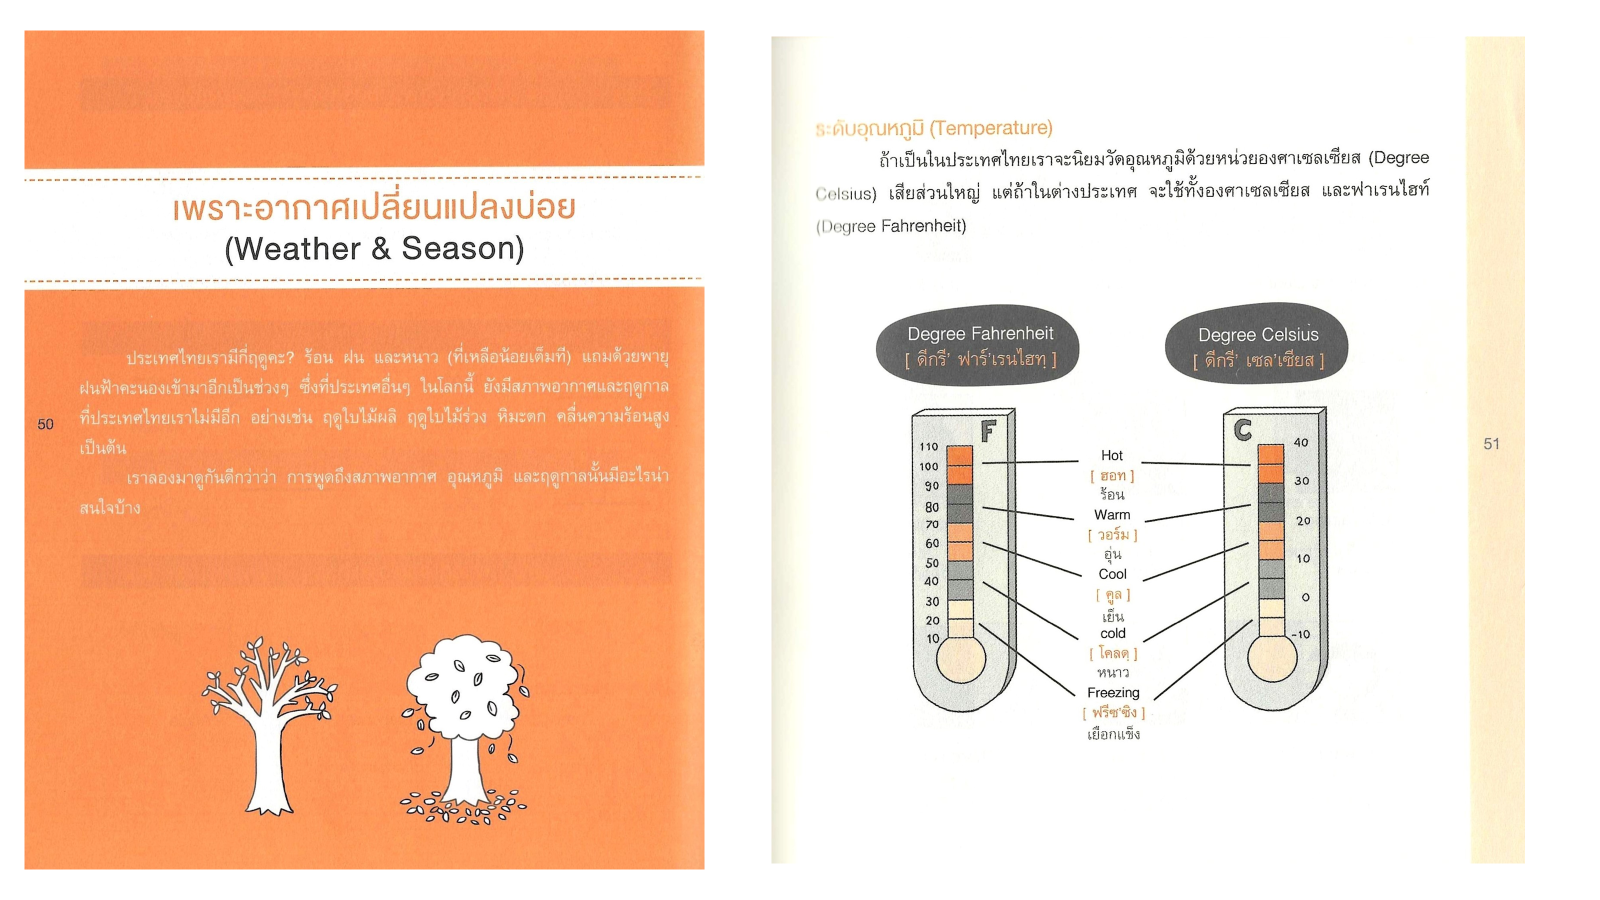 เพราะอากาศเปลี่ยนแปลงบ่อย
(Weather & Season)
ประเทศไทยเรามีกี่ฤดูคะ? ร้อน ฝน และหนาว (ที่เหลือน้อยเต็มที) แถมด้วยพายุ
ฝนฟ้าคะนองเข้ามาอีกเป็นช่วงๆ ซึ่งที่ประเทศอื่นๆ ในโลกนี้ ยังมีสภาพอากาศและฤดูกาล
ที่ประเทศไทยเราไม่มีอีก อย่างเช่น ฤดูใบไม้ผลิ ฤดูใบไม้ร่วง หิมะตก คลื่นความร้อนสูง
เป็นต้น
เราลองมาดูกันดีกว่าว่า การพูดถึงสภาพอากาศ อุณหภูมิ และฤดูกาลนั้นมีอะไรน่า
สนใจบ้าง
50
ระดับอุณหภูมิ (Temperature)
ถ้าเป็นในประเทศไทยเราจะนิยมวัดอุณหภูมิด้วยหน่วยองศาเซลเซียส (Degree
Celsius) เสียส่วนใหญ่ แต่ถ้าในต่างประเทศ จะใช้ทั้งองศาเซลเซียส และฟาเรนไฮท์
(Degree Fahrenheit)
Degree Fahrenheit
[ ดีกรี' ฟาร์'เรนไฮทฺ ]
Degree Celsius
[ ดีกรี' เซล'เซียส ]
F
110
100
90
80
70
60
50
40
30
20
10
Hot
[ ฮอท ]
ร้อน
Warm
[ วอร์ม ]
อุ่น
Cool
[ คูล ]
เย็น
cold
[ โคลดฺ ]
หนาว
Freezing
[ ฟรีซ'ซิง ]
เยือกแข็ง
C
40
30
20
10
0
-10
51